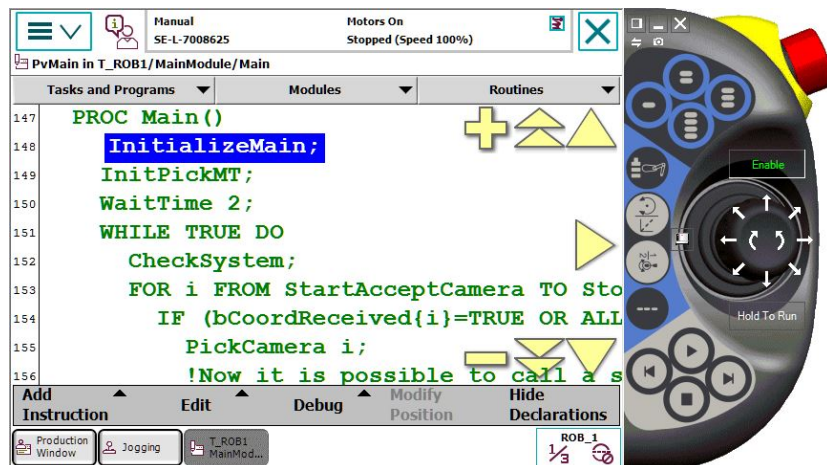 Manual
SE-L-7008625
Motors On
Stopped (Speed 100%)
PvMain in T_ROB1/MainModule/Main
Tasks and Programs
Modules
Routines
147 PROC Main()
148 InitializeMain;
149 InitPickMT;
150 WaitTime 2;
151 WHILE TRUE DO
152 CheckSystem;
153 FOR i FROM StartAcceptCamera TO Sto
154 IF (bCoordReceived{i}=TRUE OR ALL
155 PickCamera i;
156 !Now it is possible to call a s
Add Instruction
Edit
Debug
Modify Position
Hide Declarations
Production Window
Jogging
T_ROB1 MainMod...
ROB_1
1/3
Enable
Hold To Run